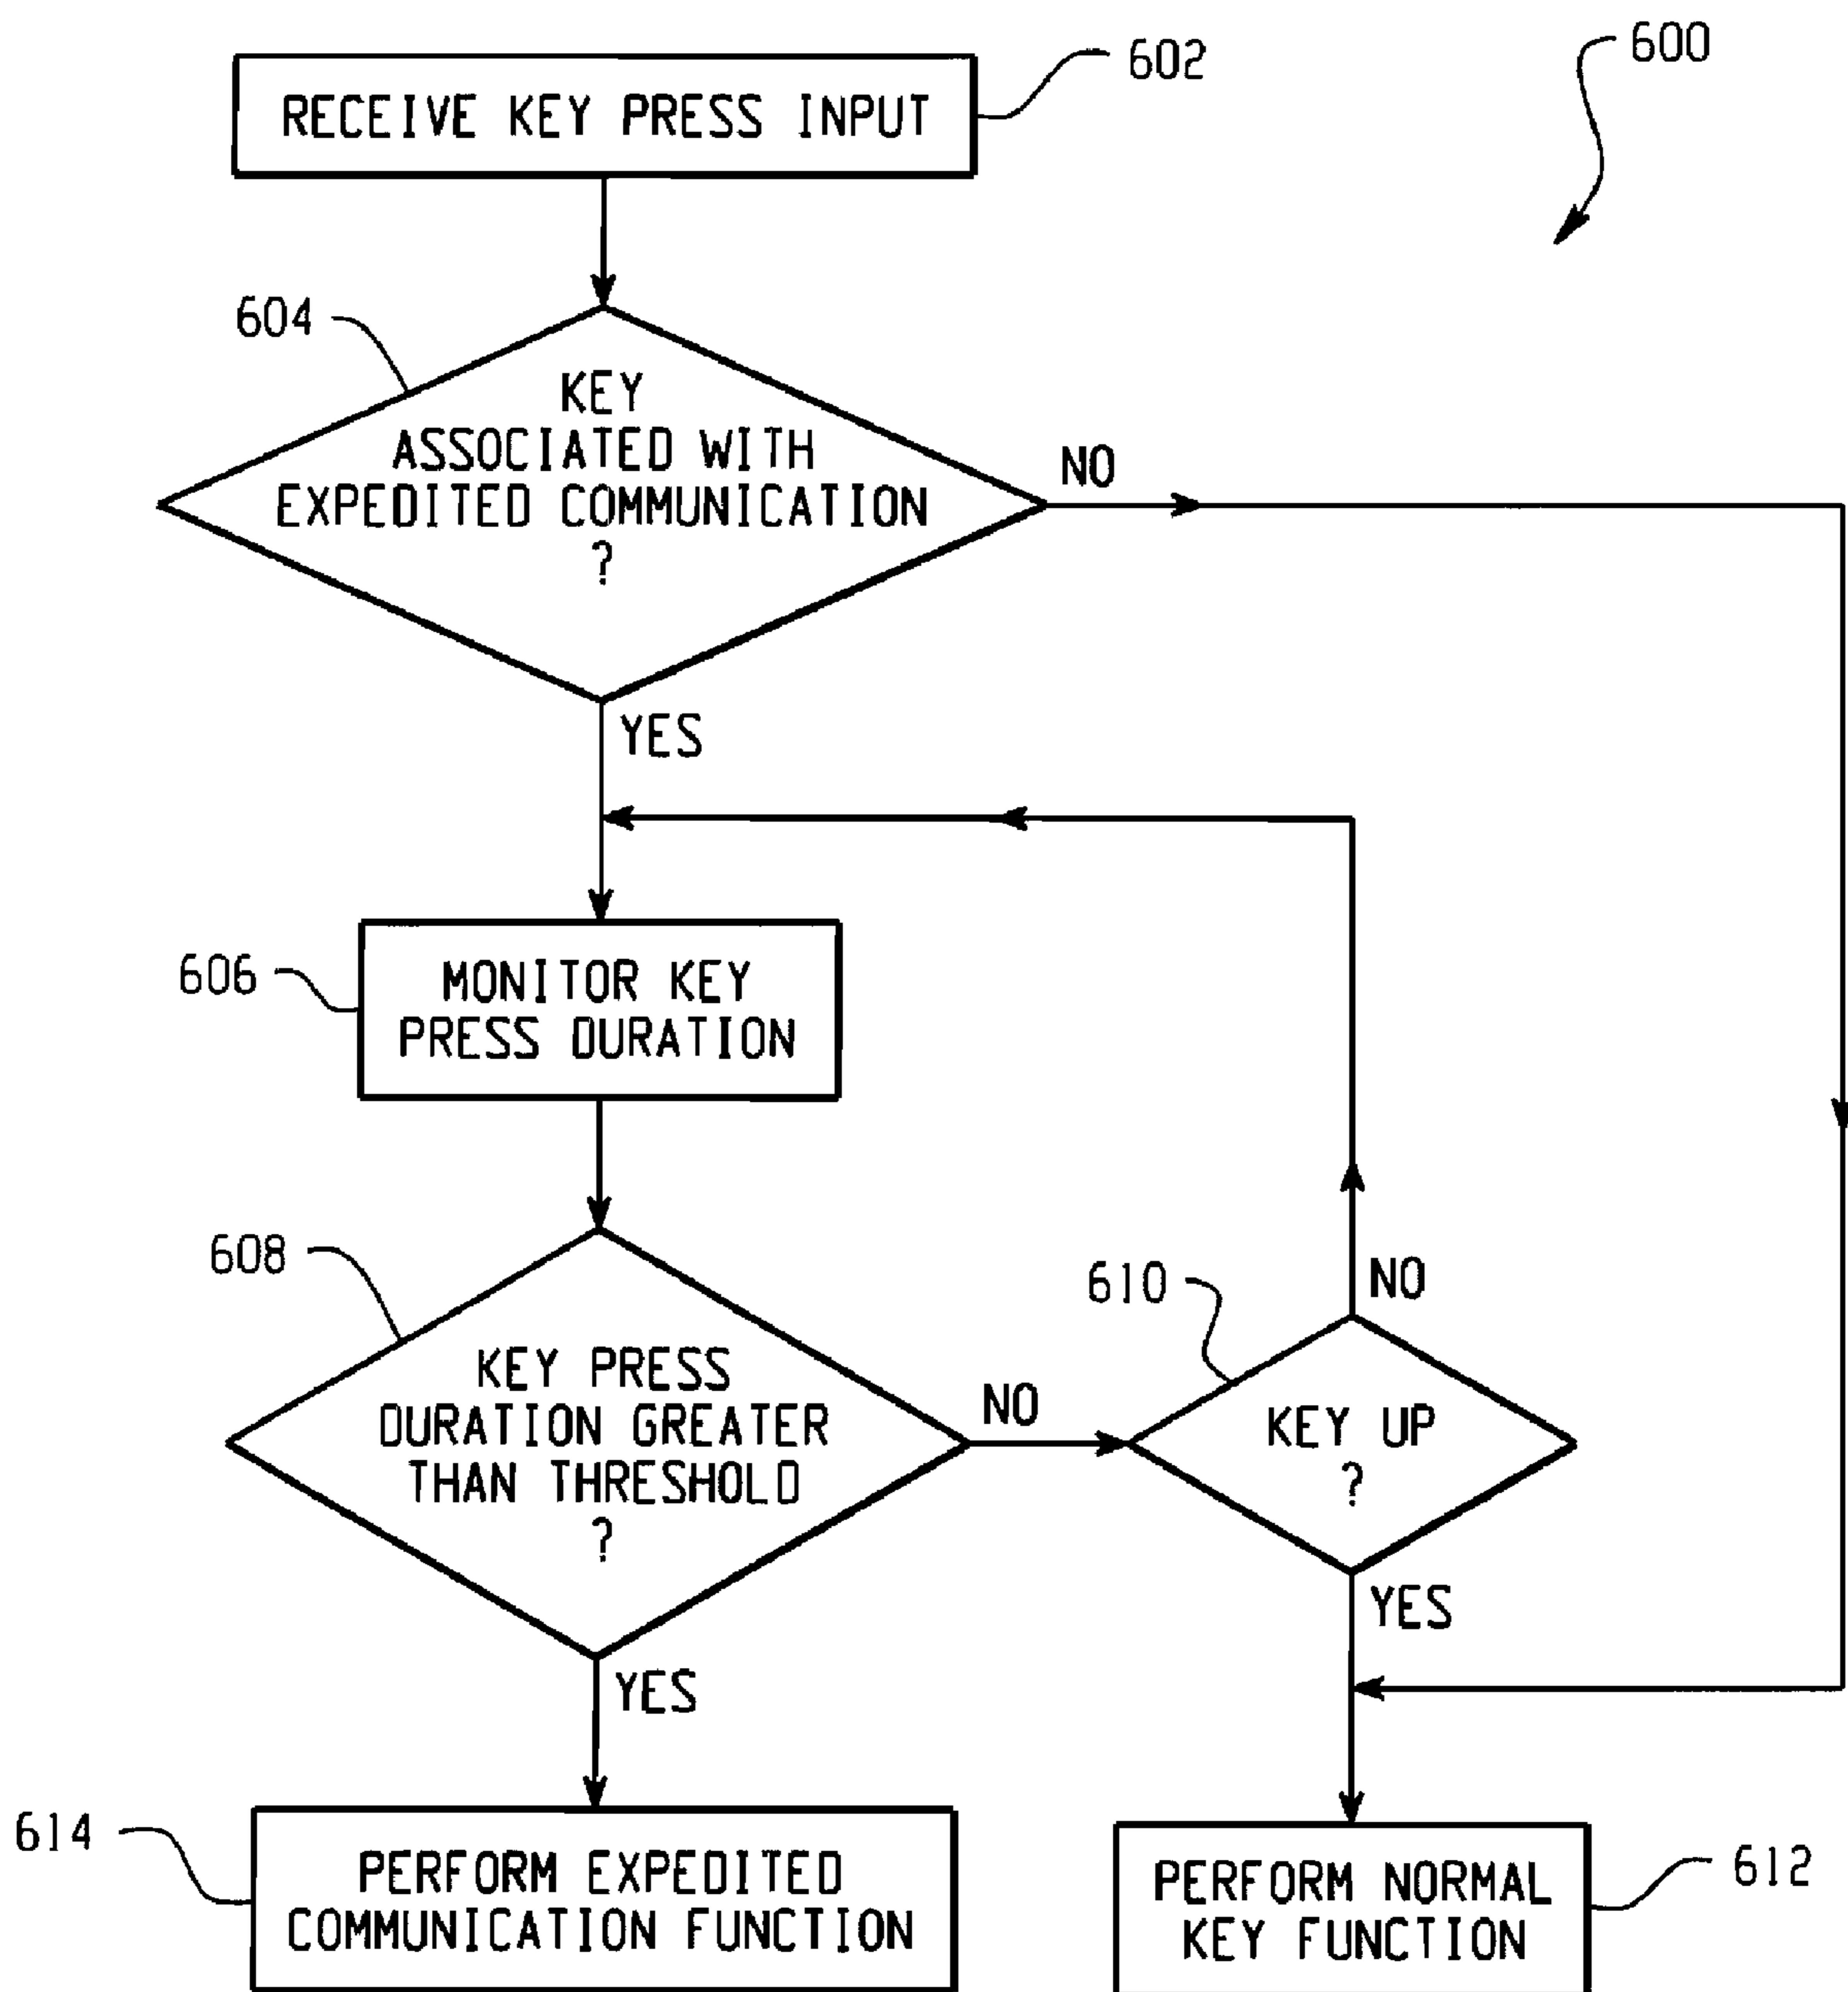 602
600
RECEIVE KEY PRESS INPUT
604
KEY
ASSOCIATED WITH
EXPEDITED COMMUNICATION
?
NO
YES
606
MONITOR KEY
PRESS DURATION
608
KEY PRESS
DURATION GREATER
THAN THRESHOLD
?
NO
610
NO
KEY UP
?
YES
YES
614
PERFORM EXPEDITED
COMMUNICATION FUNCTION
PERFORM NORMAL
KEY FUNCTION
612